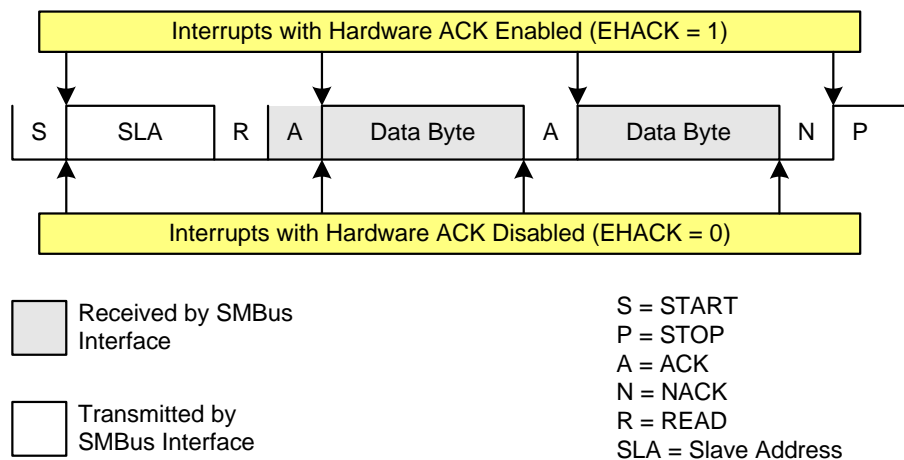 Interrupts with Hardware ACK Enabled (EHACK = 1)
S SLA R A Data Byte A Data Byte N P
Interrupts with Hardware ACK Disabled (EHACK = 0)
Received by SMBus
Interface
Transmitted by
SMBus Interface
S = START
P = STOP
A = ACK
N = NACK
R = READ
SLA = Slave Address